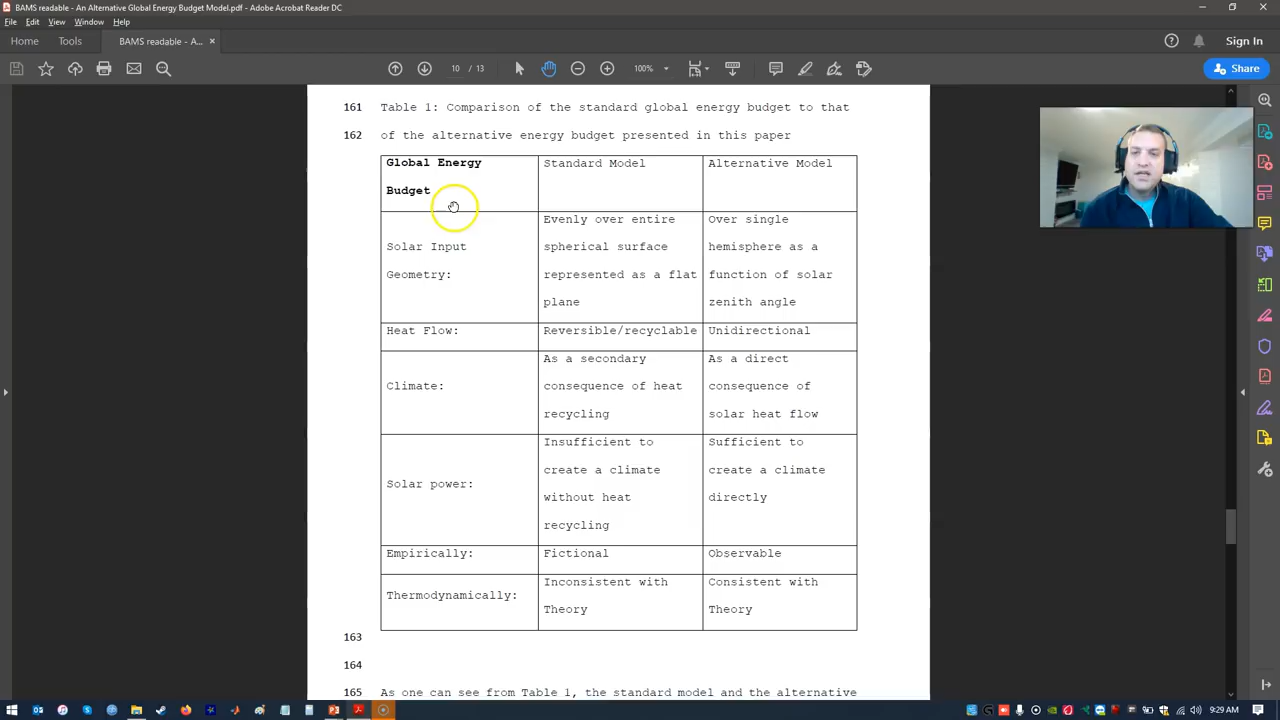 BAMS readable - An Alternative Global Energy Budget Model.pdf - Adobe Acrobat Reader DC
File Edit View Window Help
Home Tools BAMS readable - A... × Sign In
10 / 13 100% Share
161 Table 1: Comparison of the standard global energy budget to that
162 of the alternative energy budget presented in this paper
Global Energy Budget
Standard Model
Alternative Model
Solar Input
Geometry:
Evenly over entire
spherical surface
represented as a flat
plane
Over single
hemisphere as a
function of solar
zenith angle
Heat Flow:
Reversible/recyclable
Unidirectional
Climate:
As a secondary
consequence of heat
recycling
As a direct
consequence of
solar heat flow
Solar power:
Insufficient to
create a climate
without heat
recycling
Sufficient to
create a climate
directly
Empirically:
Fictional
Observable
Thermodynamically:
Inconsistent with
Theory
Consistent with
Theory
163
164
165 As one can see from Table 1, the standard model and the alternative
9:29 AM